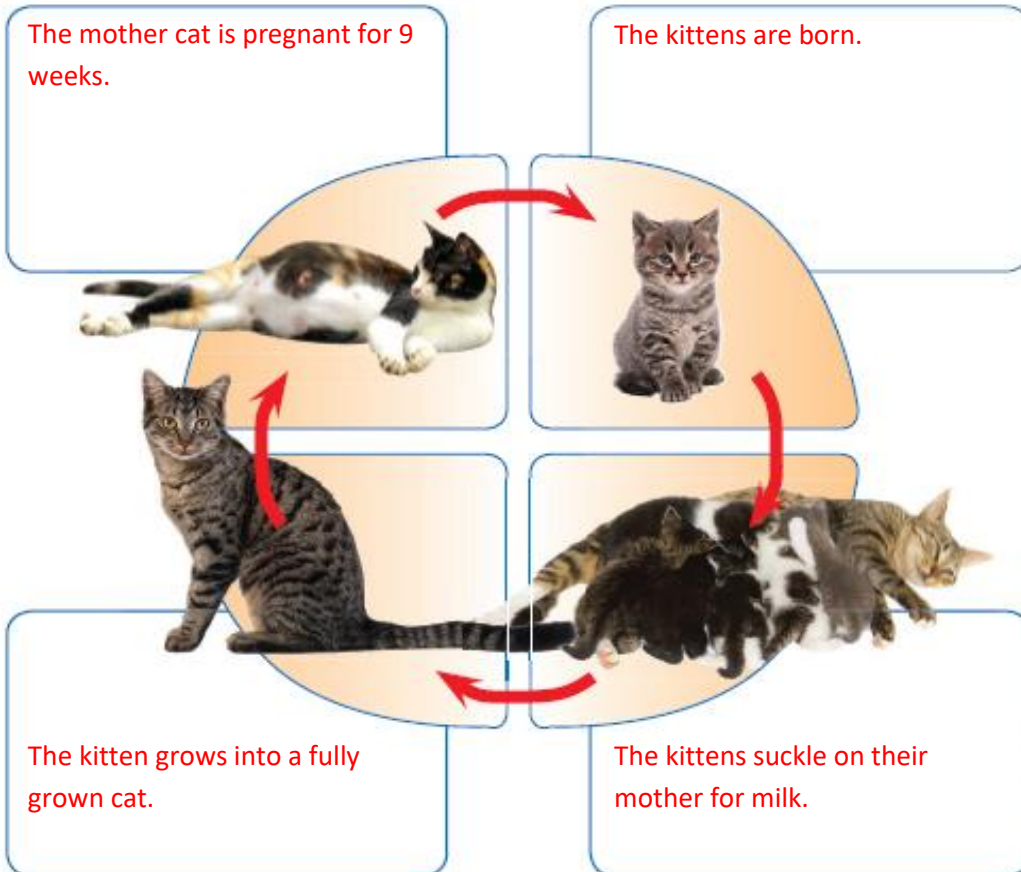 The mother cat is pregnant for 9
weeks.
The kittens are born.
The kittens suckle on their
mother for milk.
The kitten grows into a fully
grown cat.